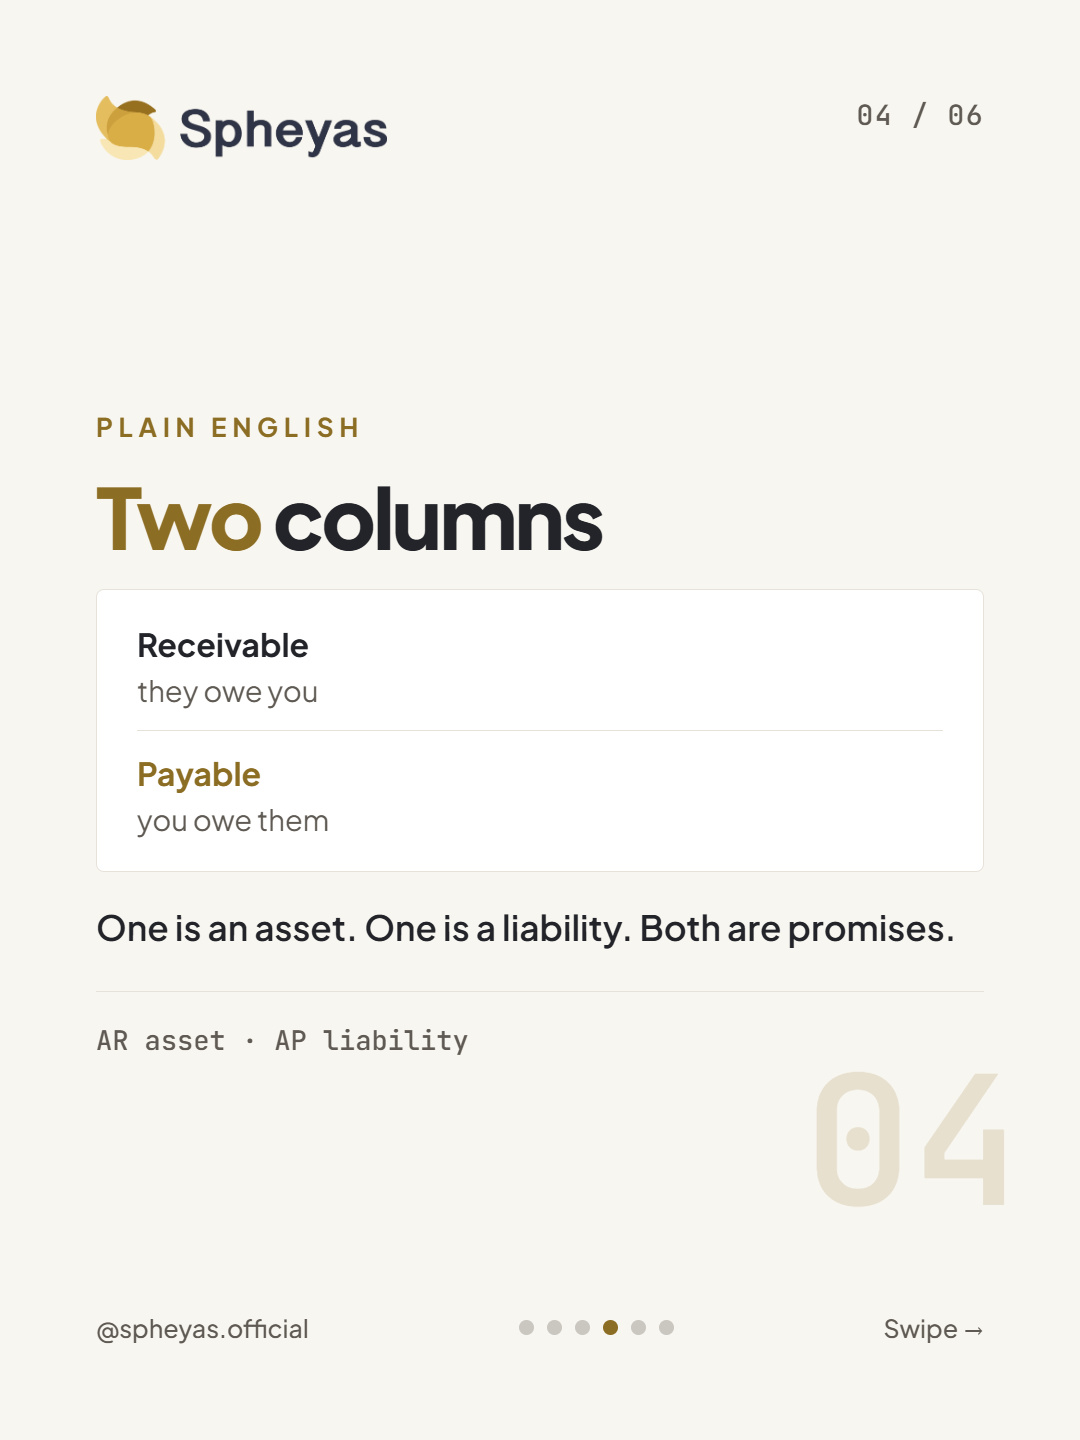 Spheyas
04 / 06
PLAIN ENGLISH
Two columns
Receivable
they owe you
Payable
you owe them
One is an asset. One is a liability. Both are promises.
AR asset · AP liability
04
@spheyas.official
Swipe →